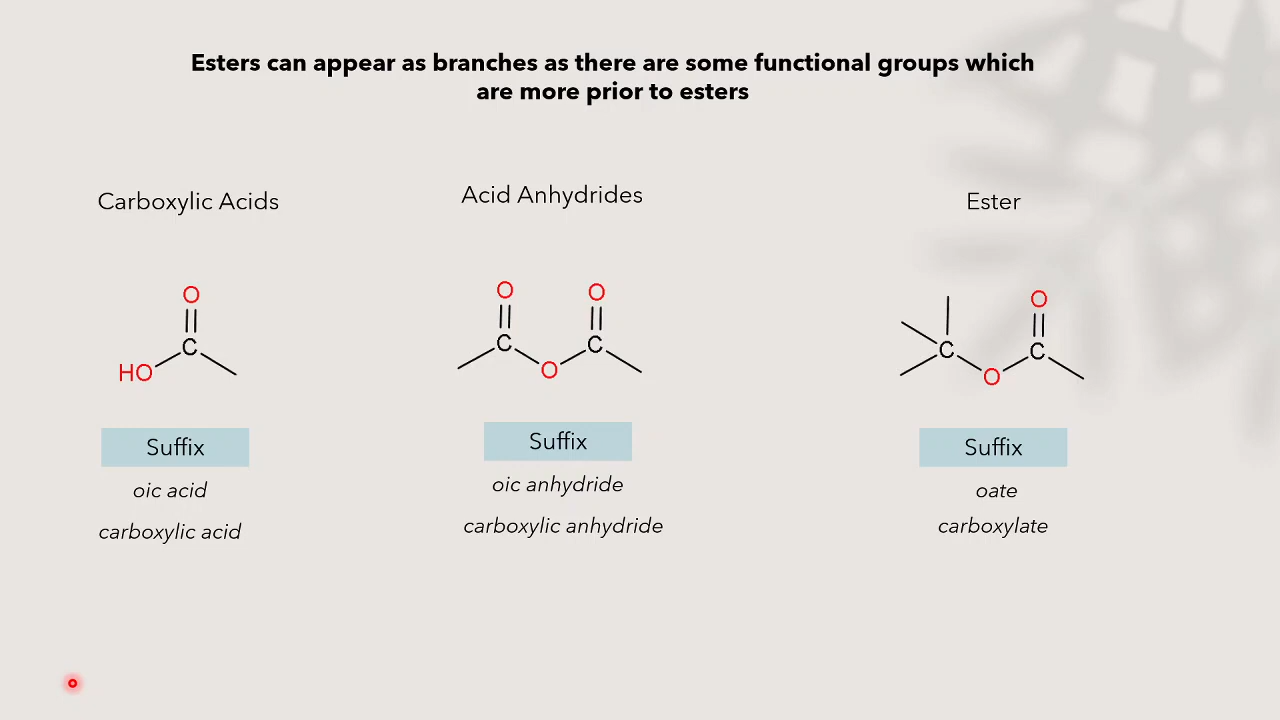 Esters can appear as branches as there are some functional groups which
are more prior to esters
Carboxylic Acids
Acid Anhydrides
Ester
O
C
HO
O
O
C
C
O
O
C
C
O
Suffix
oic acid
carboxylic acid
Suffix
oic anhydride
carboxylic anhydride
Suffix
oate
carboxylate